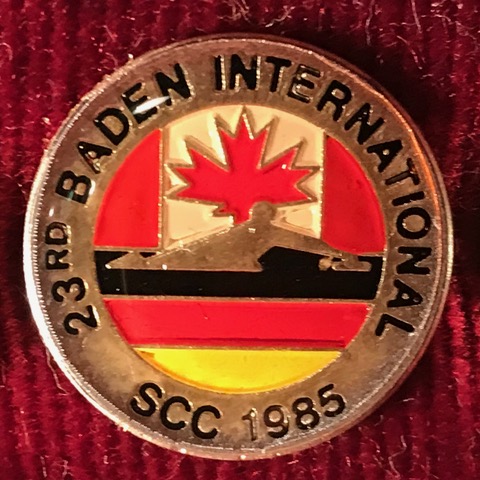 23RD BADEN INTERNATIONAL
SCC 1985